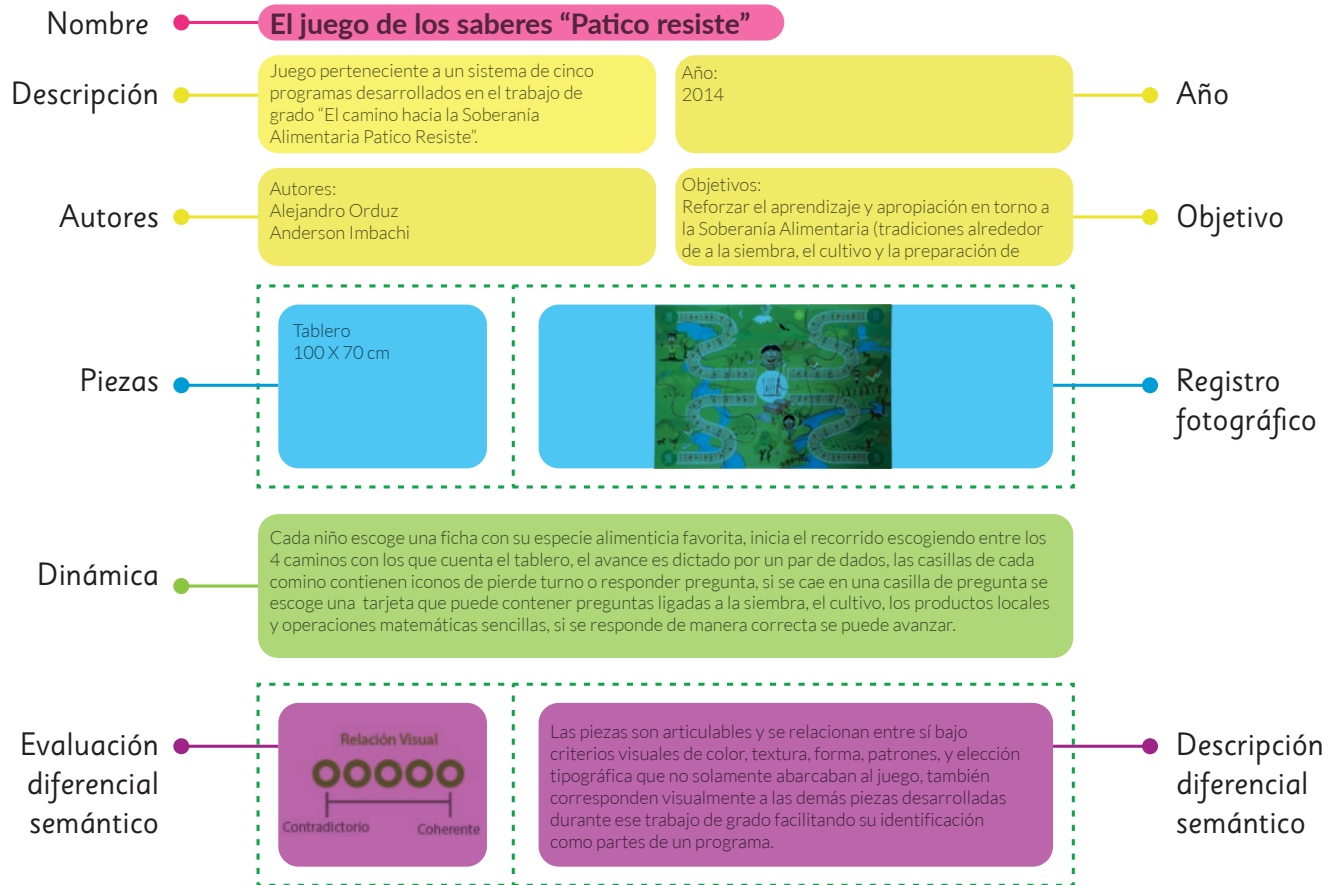 Nombre
El juego de los saberes “Patico resiste”
Descripción
Juego perteneciente a un sistema de cinco
programas desarrollados en el trabajo de
grado “El camino hacia la Soberanía
Alimentaria Patico Resiste”.
Año:
2014
Año
Autores
Autores:
Alejandro Orduz
Anderson Imbachi
Objetivos:
Reforzar el aprendizaje y apropiación en torno a
la Soberanía Alimentaria (tradiciones alrededor
de a la siembra, el cultivo y la preparación de
Objetivo
Piezas
Tablero
100 X 70 cm
Registro
fotográfico
Dinámica
Cada niño escoge una ficha con su especie alimenticia favorita, inicia el recorrido escogiendo entre los
4 caminos con los que cuenta el tablero, el avance es dictado por un par de dados, las casillas de cada
comino contienen iconos de pierde turno o responder pregunta, si se cae en una casilla de pregunta se
escoge una tarjeta que puede contener preguntas ligadas a la siembra, el cultivo, los productos locales
y operaciones matemáticas sencillas, si se responde de manera correcta se puede avanzar.
Evaluación
diferencial
semántico
Relación Visual
Contradictorio
Coherente
Las piezas son articulables y se relacionan entre sí bajo
criterios visuales de color, textura, forma, patrones, y elección
tipográfica que no solamente abarcaban al juego, también
corresponden visualmente a las demás piezas desarrolladas
durante ese trabajo de grado facilitando su identificación
como partes de un programa.
Descripción
diferencial
semántico